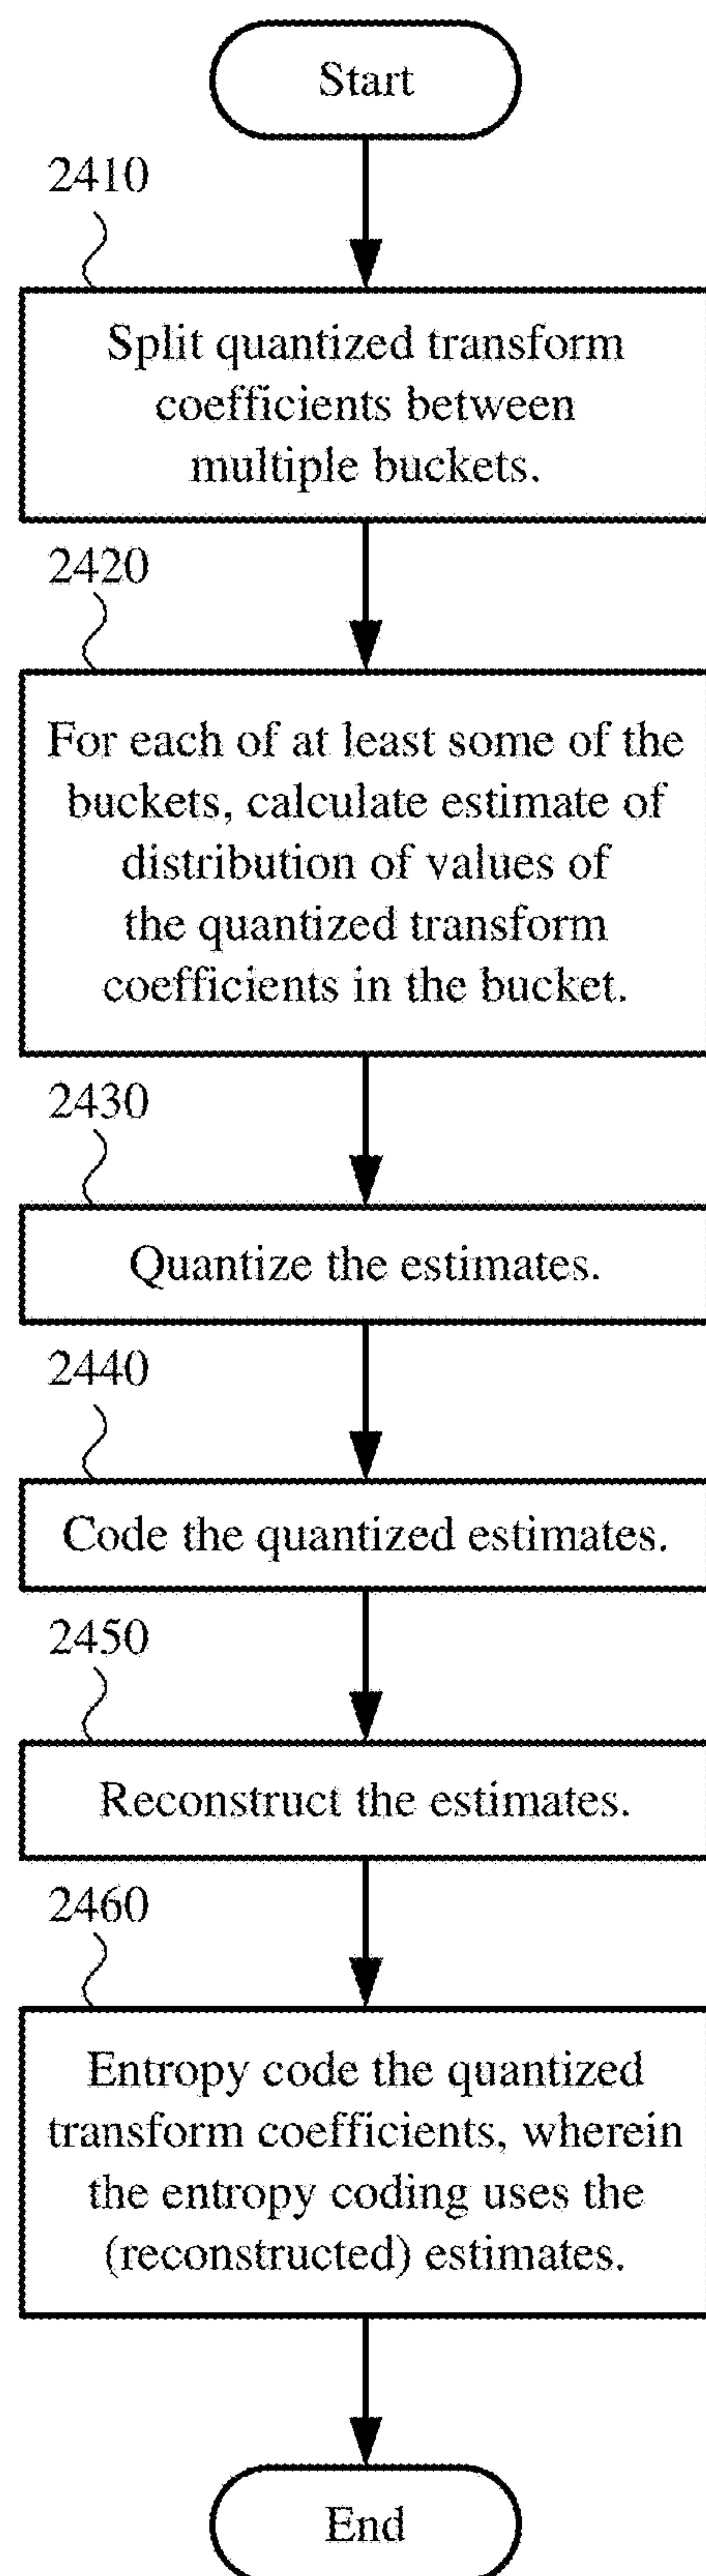 Start
2410
Split quantized transform
coefficients between
multiple buckets.
2420
For each of at least some of the
buckets, calculate estimate of
distribution of values of
the quantized transform
coefficients in the bucket.
2430
Quantize the estimates.
2440
Code the quantized estimates.
2450
Reconstruct the estimates.
2460
Entropy code the quantized
transform coefficients, wherein
the entropy coding uses the
(reconstructed) estimates.
End